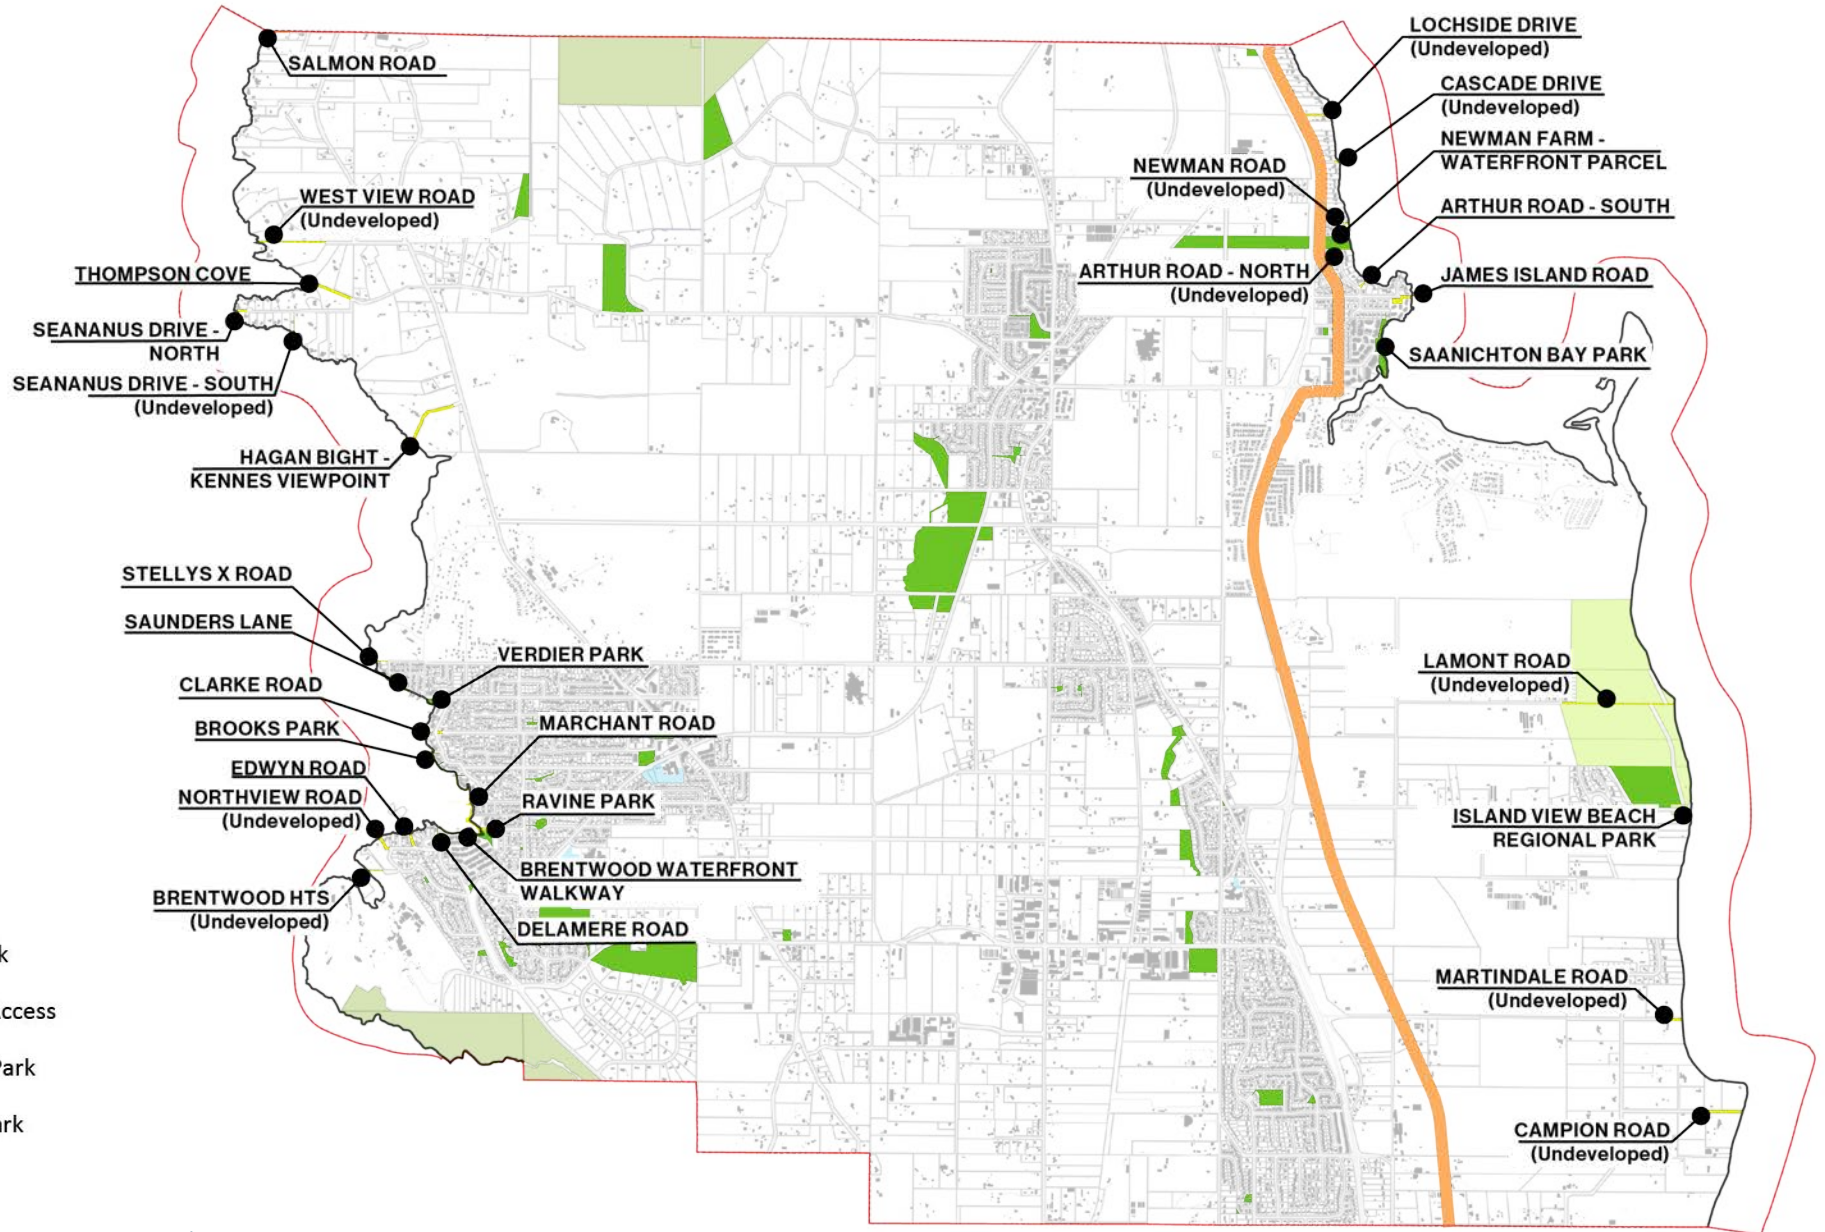 SALMON ROAD
WEST VIEW ROAD
(Undeveloped)
THOMPSON COVE
SEANANUS DRIVE -
NORTH
SEANANUS DRIVE - SOUTH
(Undeveloped)
HAGAN BIGHT -
KENNES VIEWPOINT
STELLYS X ROAD
SAUNDERS LANE
VERDIER PARK
CLARKE ROAD
BROOKS PARK
MARCHANT ROAD
EDWYN ROAD
NORTHVIEW ROAD
(Undeveloped)
RAVINE PARK
BRENTWOOD WATERFRONT
WALKWAY
BRENTWOOD HTS
(Undeveloped)
DELAMERE ROAD
LOCHSIDE DRIVE
(Undeveloped)
CASCADE DRIVE
(Undeveloped)
NEWMAN FARM -
WATERFRONT PARCEL
NEWMAN ROAD
(Undeveloped)
ARTHUR ROAD - SOUTH
ARTHUR ROAD - NORTH
(Undeveloped)
JAMES ISLAND ROAD
SAANICHTON BAY PARK
LAMONT ROAD
(Undeveloped)
ISLAND VIEW BEACH
REGIONAL PARK
MARTINDALE ROAD
(Undeveloped)
CAMPION ROAD
(Undeveloped)
k
ccess
Park
ark